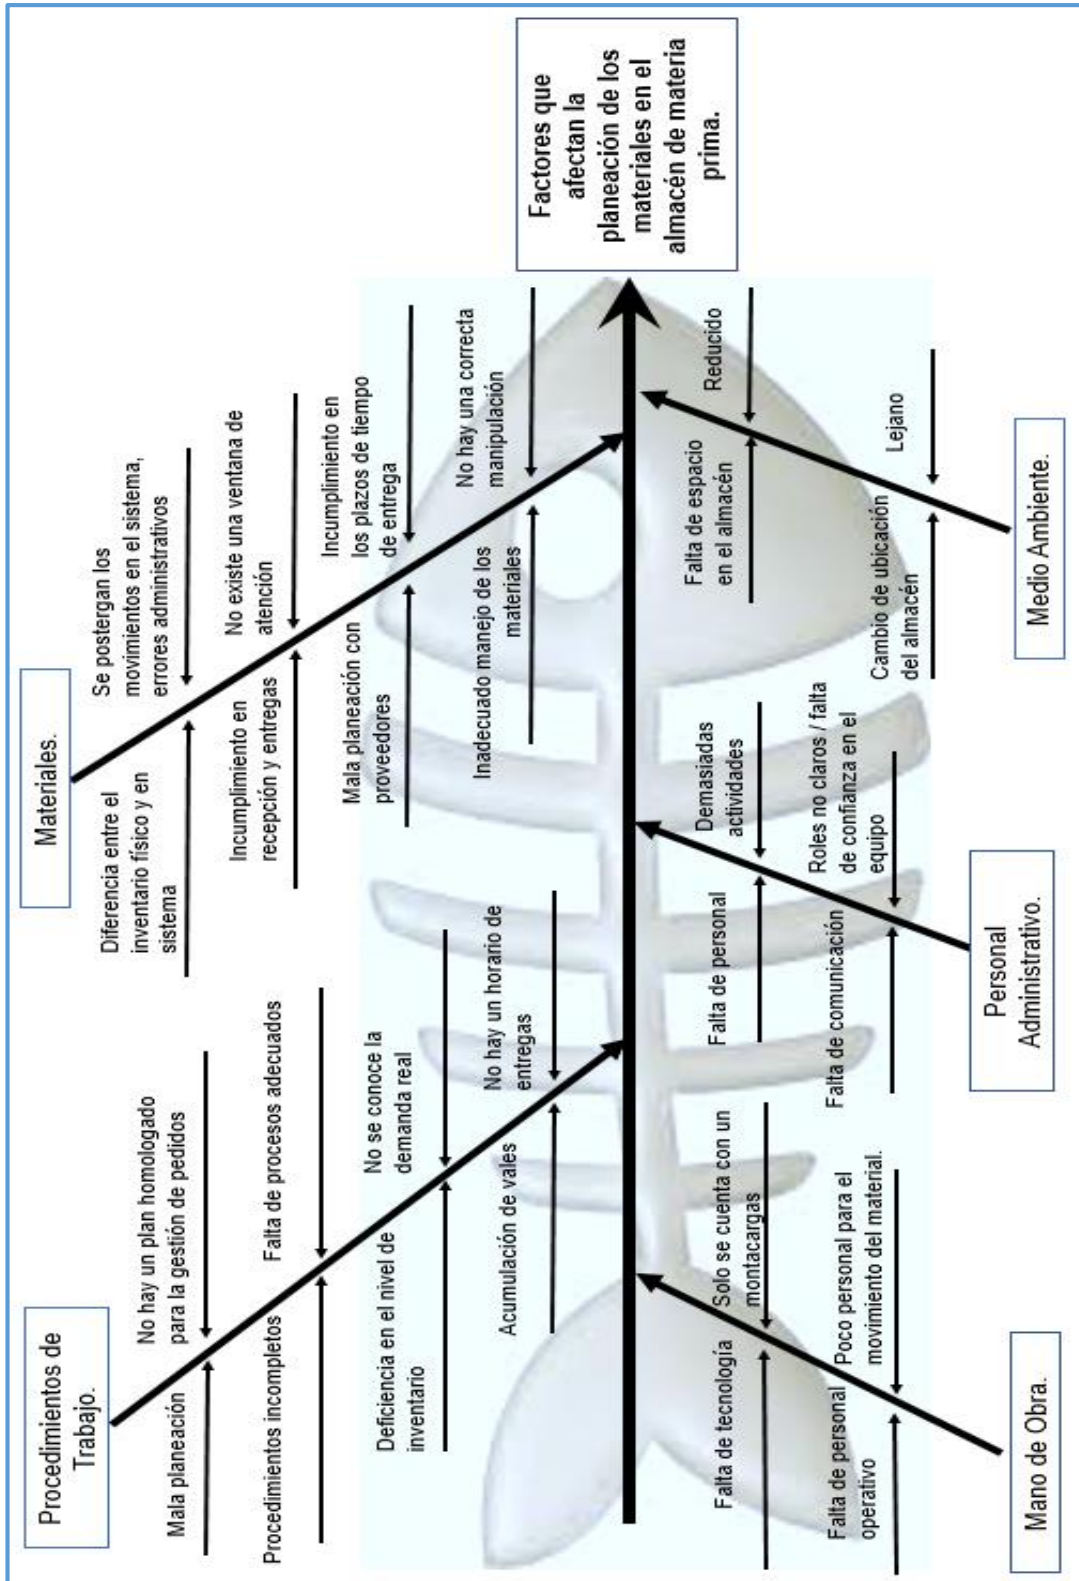 Procedimientos de
Trabajo.
Mala planeación
No hay un plan homologado
para la gestión de pedidos
Procedimientos incompletos
Falta de procesos adecuados
Deficiencia en el nivel de
inventario
No se conoce la
demanda real
Acumulación de vales
No hay un horario de
entregas
Materiales.
Diferencia entre el
inventario físico y en
sistema
Se postergan los
movimientos en el sistema,
errores administrativos
Incumplimiento en
recepción y entregas
No existe una ventana de
atención
Mala planeación con
proveedores
Incumplimiento en
los plazos de tiempo
de entrega
Inadecuado manejo de los
materiales
No hay una correcta
manipulación
Factores que
afectan la
planeación de los
materiales en el
almacén de materia
prima.
Falta de tecnología
Solo se cuenta con un
montacargas
Falta de personal
operativo
Poco personal para el
movimiento del material.
Mano de Obra.
Falta de personal
Demasiadas
actividades
Falta de comunicación
Roles no claros / falta
de confianza en el
equipo
Personal
Administrativo.
Falta de espacio
en el almacén
Reducido
Cambio de ubicación
del almacén
Lejano
Medio Ambiente.